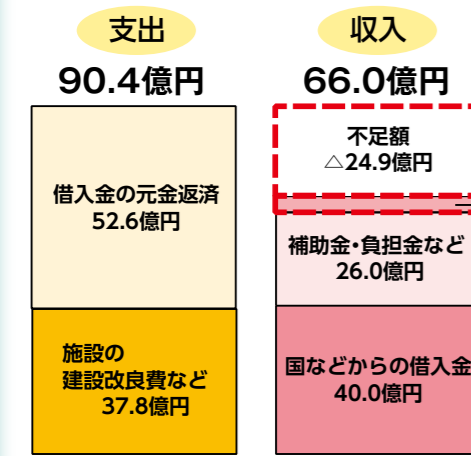 支出
90.4億円
借入金の元金返済
52.6億円
施設の
建設改良費など
37.8億円
収入
66.0億円
不足額
△24.9億円
補助金・負担金など
26.0億円
国などからの借入金
40.0億円